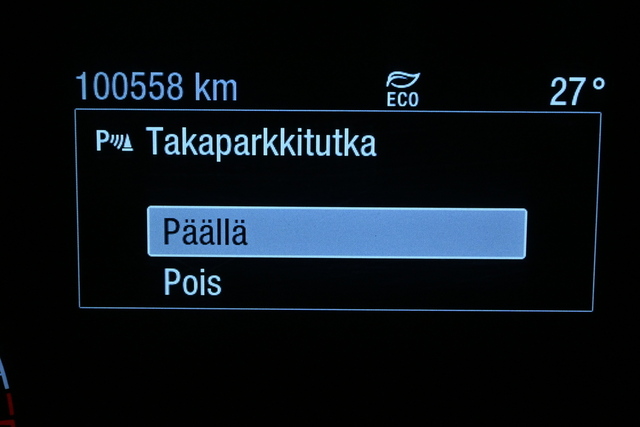 100558 km ECO 27°
P Takaparkkitutka
Päällä
Pois